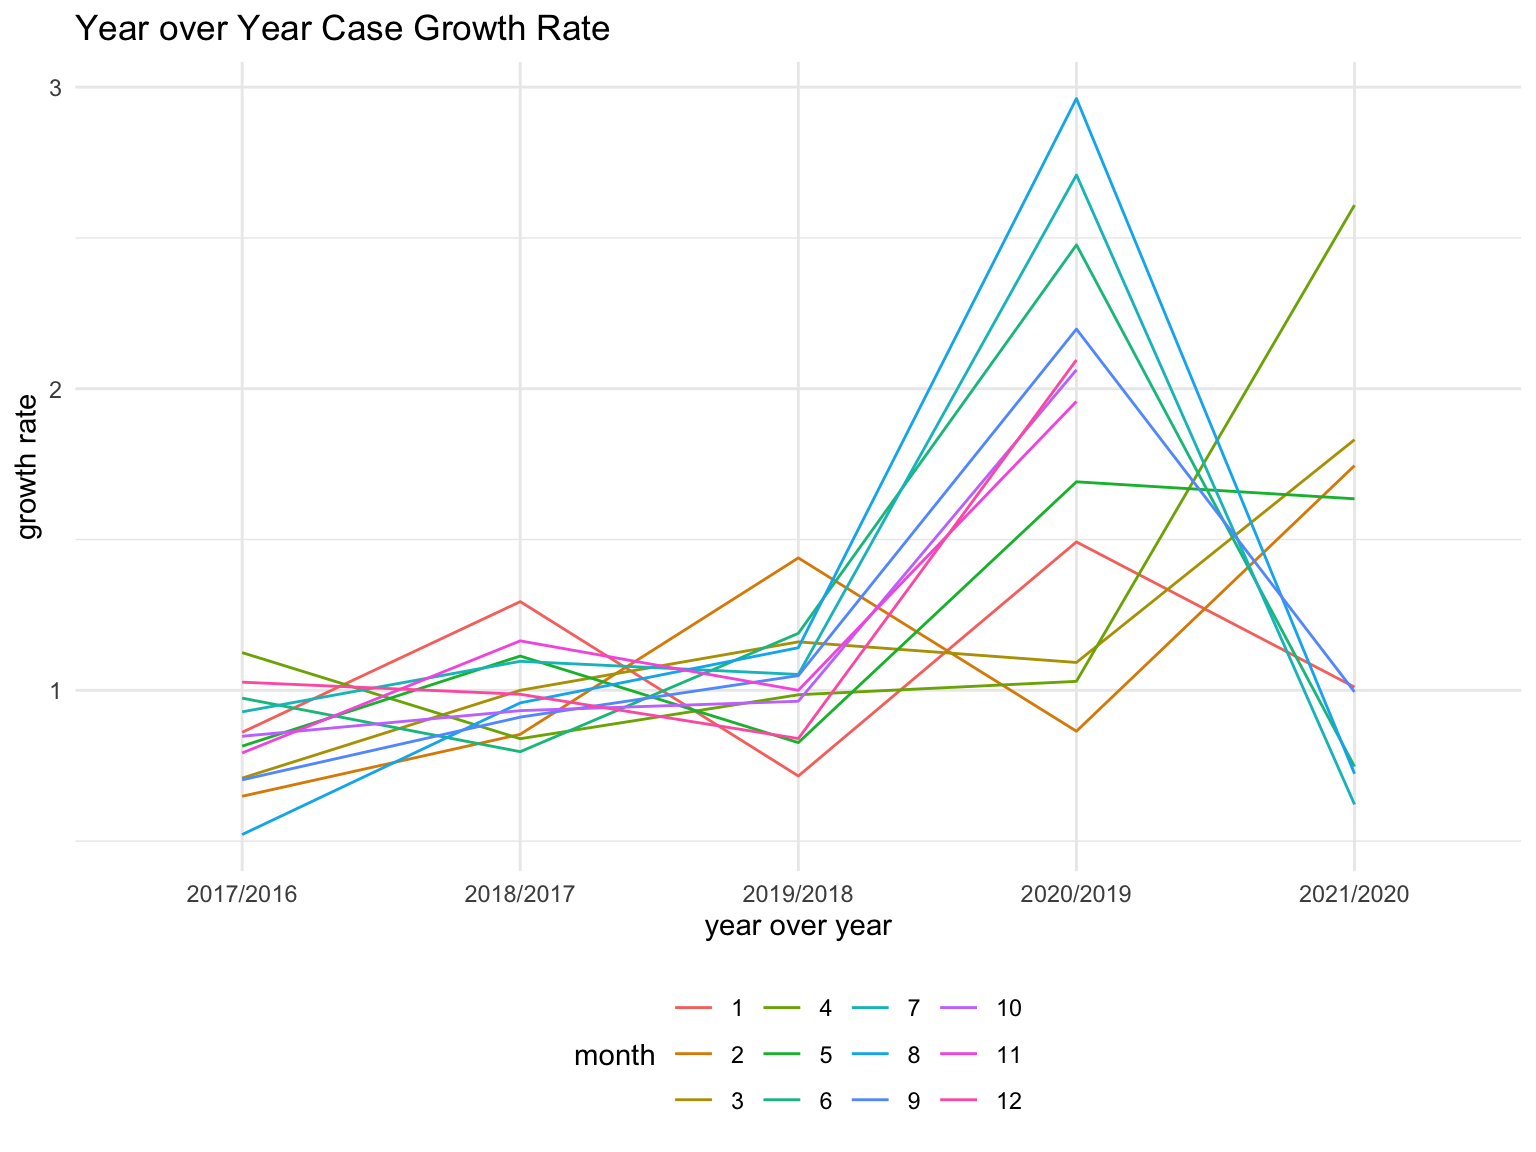 Year over Year Case Growth Rate
3
2
1
growth rate
2017/2016 2018/2017 2019/2018 2020/2019 2021/2020
year over year
month
1 4 7 10
2 5 8 11
3 6 9 12